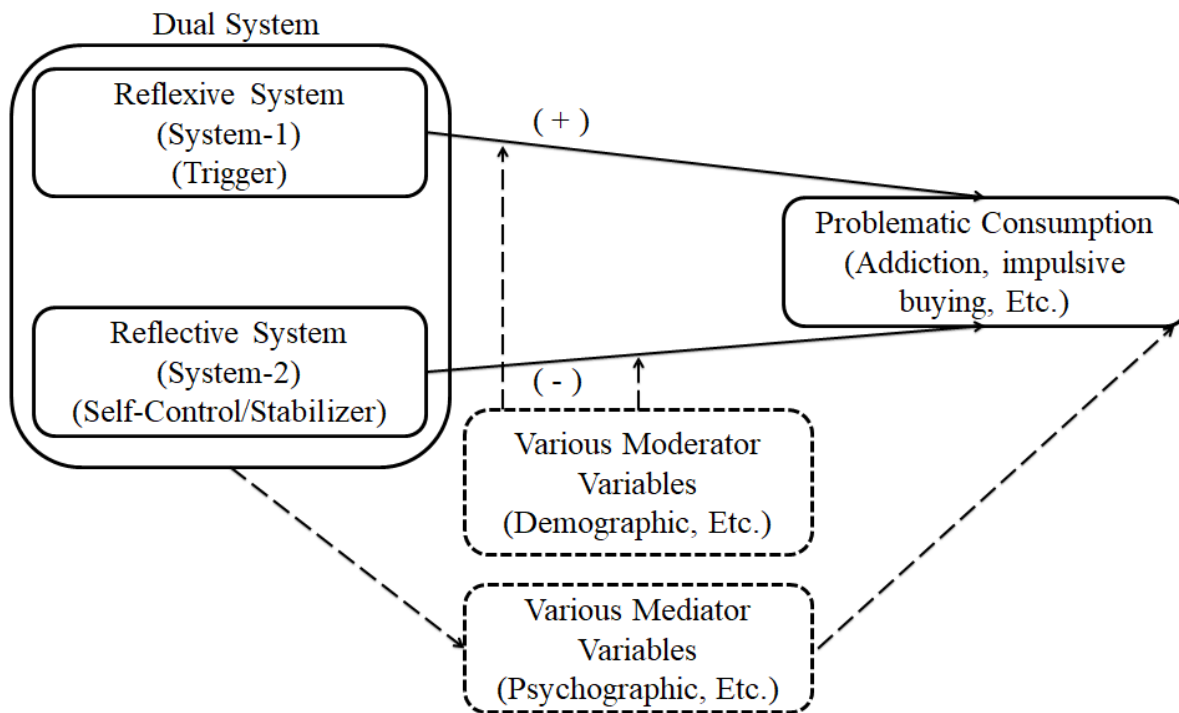 Dual System
Reflexive System
(System-1)
(Trigger)
( + )
Problematic Consumption
(Addiction, impulsive
buying, Etc.)
Reflective System
(System-2)
(Self-Control/Stabilizer)
( - )
Various Moderator
Variables
(Demographic, Etc.)
Various Mediator
Variables
(Psychographic, Etc.)